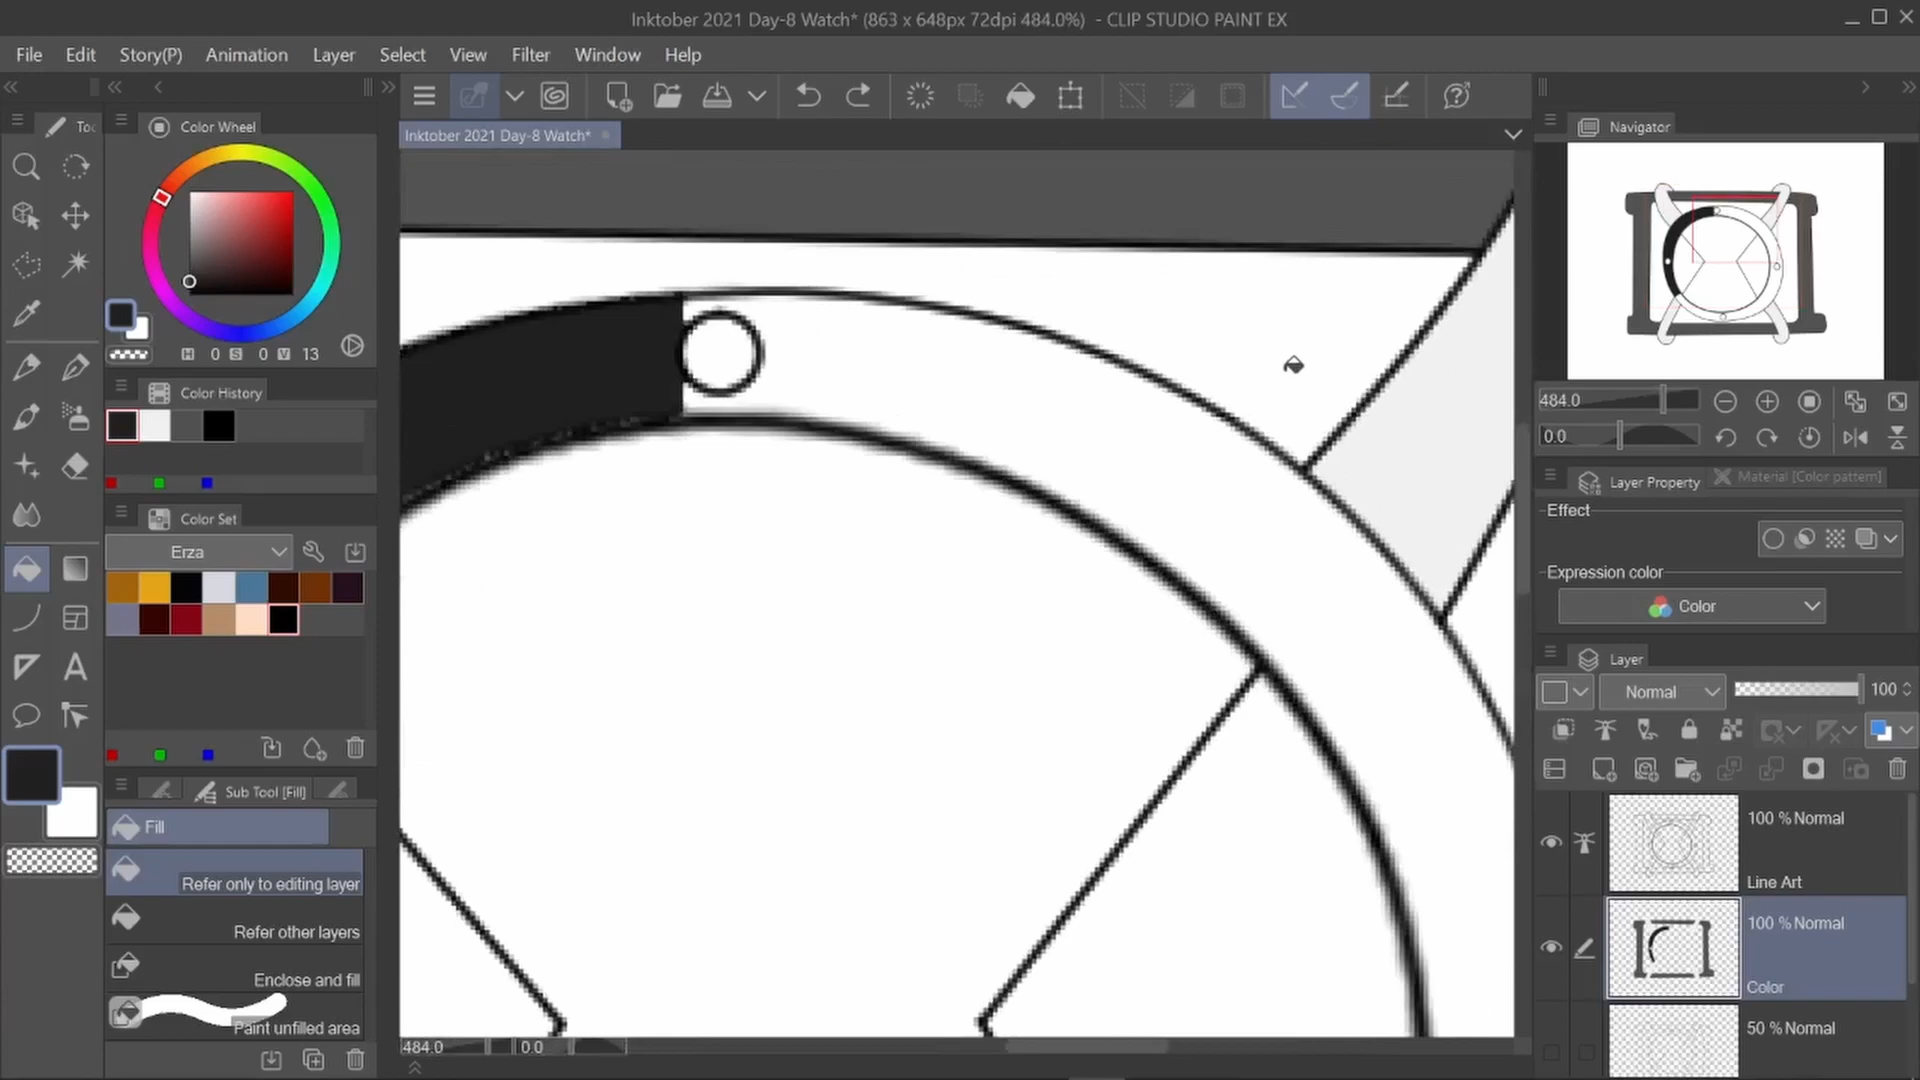 Inktober 2021 Day-8 Watch* (863 x 648px 72dpi 484.0%) - CLIP STUDIO PAINT EX
File Edit Story(P) Animation Layer Select View Filter Window Help
Inktober 2021 Day-8 Watch*
Too
Color Wheel
H 0 S 0 V 13
Color History
Color Set
Erza
Sub Tool [Fill]
Fill
Refer only to editing layer
Refer other layers
Enclose and fill
Paint unfilled area
484.0 0.0
Navigator
484.0
0.0
Layer Property Material [Color pattern]
Effect
Expression color
Color
Layer
Normal 100
100 % Normal
Line Art
100 % Normal
Color
50 % Normal